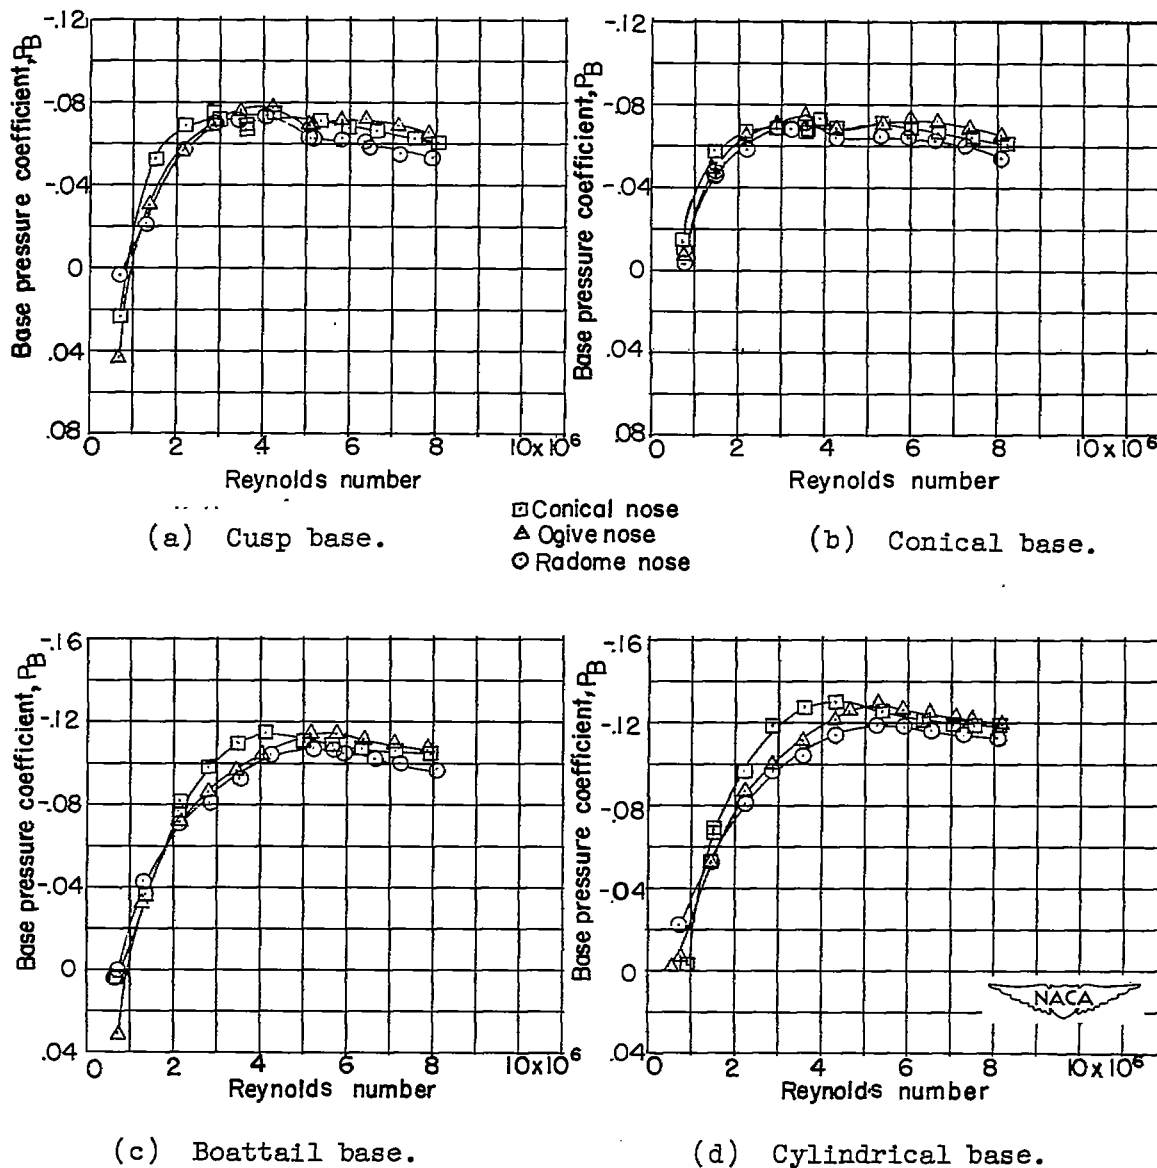 -.12
-.08
-.04
0
.04
.08
Base pressure coefficient, PB
0 2 4 6 8 10x10⁶
Reynolds number
(a) Cusp base.
-.12
-.08
-.04
0
.04
.08
Base pressure coefficient, PB
0 2 4 6 8 10x10⁶
Reynolds number
(b) Conical base.
Conical nose
Ogive nose
Radome nose
-.16
-.12
-.08
-.04
0
.04
Base pressure coefficient, PB
0 2 4 6 8 10x10⁶
Reynolds number
(c) Boattail base.
-.16
-.12
-.08
-.04
0
.04
Base pressure coefficient, PB
0 2 4 6 8 10x10⁶
Reynolds number
NACA
(d) Cylindrical base.